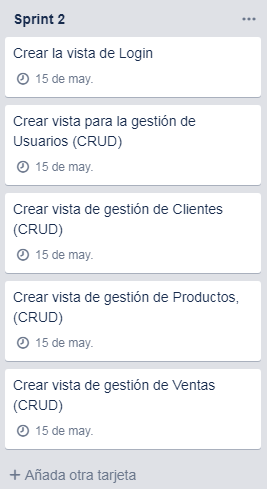 Sprint 2
Crear la vista de Login
15 de may.
Crear vista para la gestión de
Usuarios (CRUD)
15 de may.
Crear vista de gestión de Clientes
(CRUD)
15 de may.
Crear vista de gestión de Productos,
(CRUD)
15 de may.
Crear vista de gestión de Ventas
(CRUD)
15 de may.
+ Añada otra tarjeta